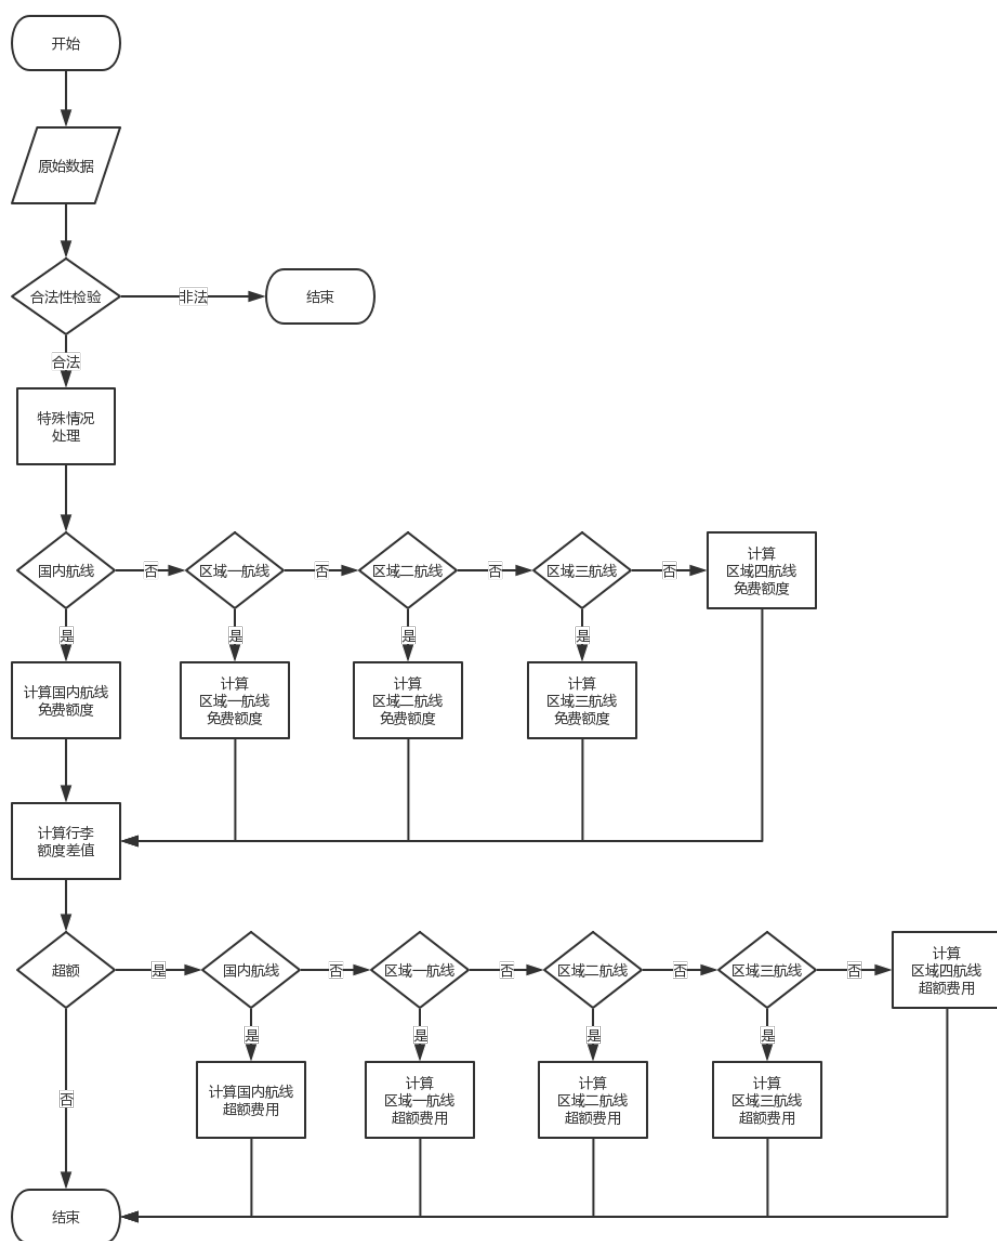 开始
原始数据
合法性检验
非法
结束
合法
特殊情况
处理
国内航线
否
区域一航线
否
区域二航线
否
区域三航线
否
计算
区域四航线
免费额度
是
是
是
是
计算国内航线
免费额度
计算
区域一航线
免费额度
计算
区域二航线
免费额度
计算
区域三航线
免费额度
计算行李
额度差值
超额
是
国内航线
否
区域一航线
否
区域二航线
否
区域三航线
否
计算
区域四航线
超额费用
是
是
是
是
否
计算国内航线
超额费用
计算
区域一航线
超额费用
计算
区域二航线
超额费用
计算
区域三航线
超额费用
结束